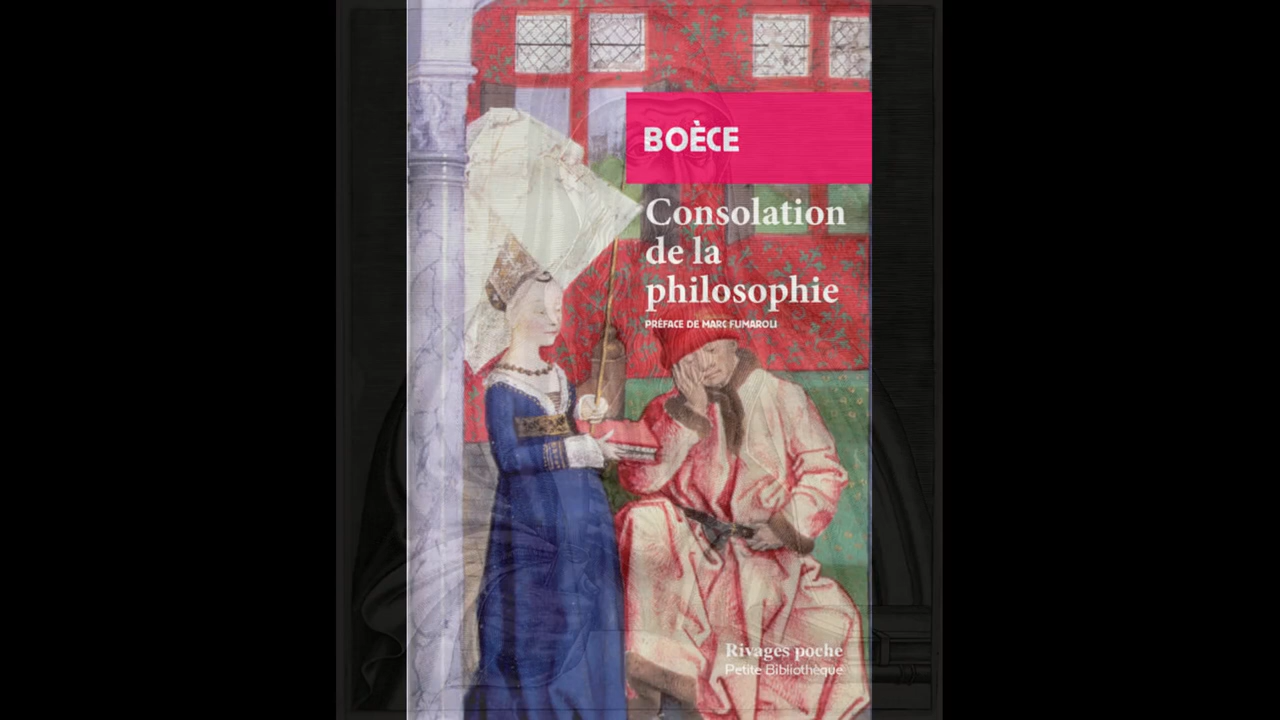 BOÈCE
Consolation
de la
philosophie
PRÉFACE DE MARC FUMAROLI
Rivages poche
Petite Bibliothèque